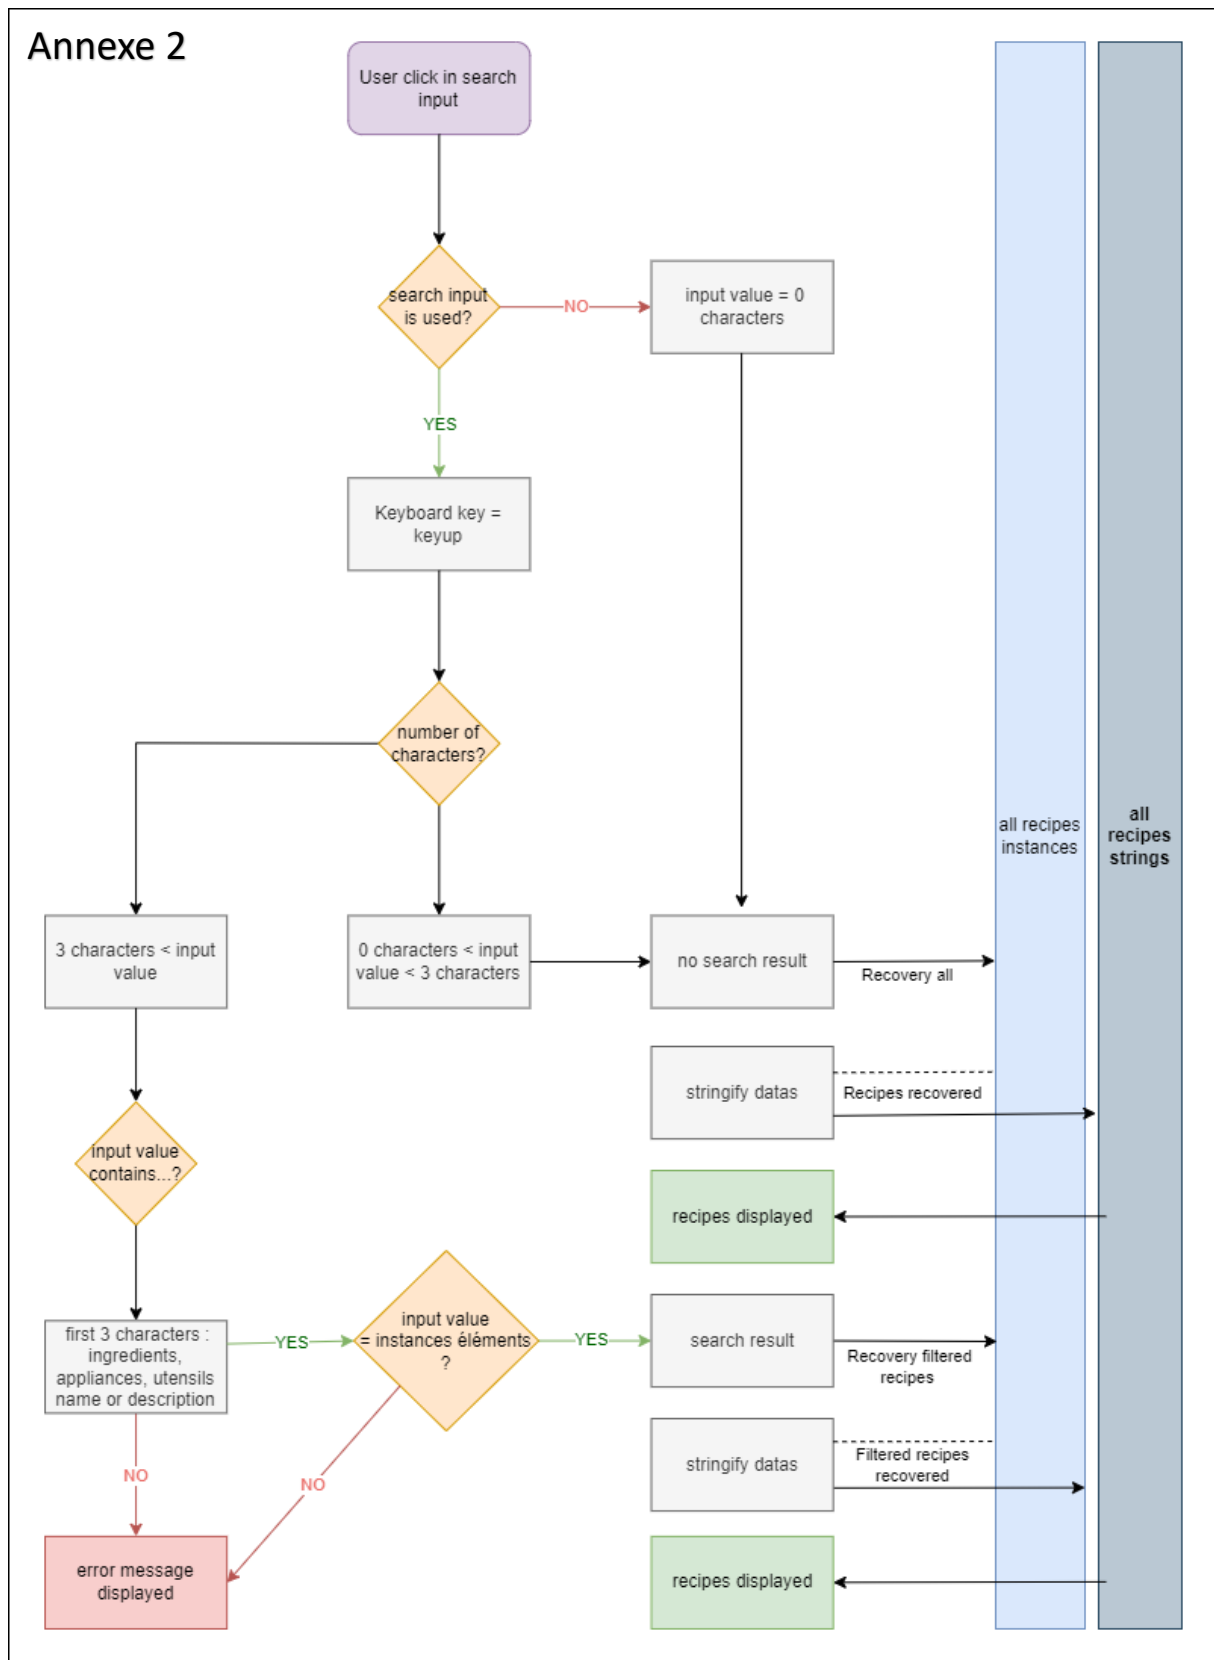 Annexe 2
User click in search
input
search input
is used?
NO
input value = 0
characters
YES
Keyboard key =
keyup
number of
characters?
all recipes
instances
all
recipes
strings
3 characters < input
value
0 characters < input
value < 3 characters
no search result
Recovery all
stringify datas
Recipes recovered
input value
contains...?
recipes displayed
first 3 characters :
ingredients,
appliances, utensils
name or description
YES
input value
= instances éléments
?
YES
search result
Recovery filtered
recipes
NO
NO
stringify datas
Filtered recipes
recovered
error message
displayed
recipes displayed